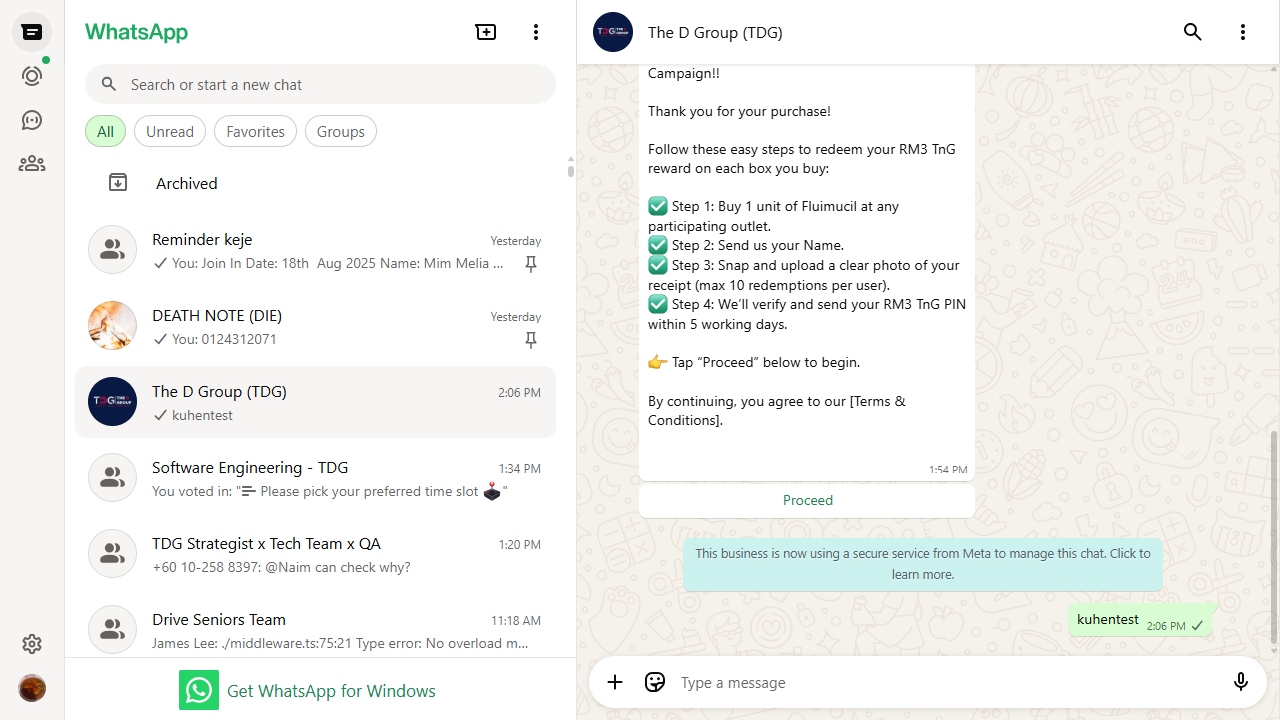 WhatsApp
Search or start a new chat
All
Unread
Favorites
Groups
Archived
Reminder keje
Yesterday
You: Join In Date: 18th Aug 2025 Name: Mim Melia ...
DEATH NOTE (DIE)
Yesterday
You: 0124312071
The D Group (TDG)
2:06 PM
kuhentest
Software Engineering - TDG
1:34 PM
You voted in: "Please pick your preferred time slot 🕹️"
TDG Strategist x Tech Team x QA
1:20 PM
+60 10-258 8397: @Naim can check why?
Drive Seniors Team
11:18 AM
James Lee: ./middleware.ts:75:21 Type error: No overload m...
Get WhatsApp for Windows
The D Group (TDG)
Campaign!!
Thank you for your purchase!
Follow these easy steps to redeem your RM3 TnG
reward on each box you buy:
✅ Step 1: Buy 1 unit of Fluimucil at any
participating outlet.
✅ Step 2: Send us your Name.
✅ Step 3: Snap and upload a clear photo of your
receipt (max 10 redemptions per user).
✅ Step 4: We’ll verify and send your RM3 TnG PIN
within 5 working days.
👉 Tap “Proceed” below to begin.
By continuing, you agree to our [Terms &
Conditions].
1:54 PM
Proceed
This business is now using a secure service from Meta to manage this chat. Click to
learn more.
kuhentest
2:06 PM
Type a message